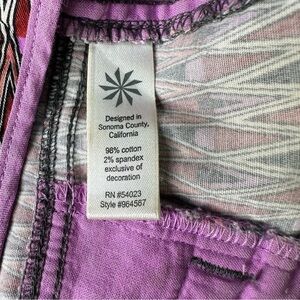 Designed in
Sonoma County,
California
98% cotton
2% spandex
exclusive of
decoration
RN #54023
Style #964567